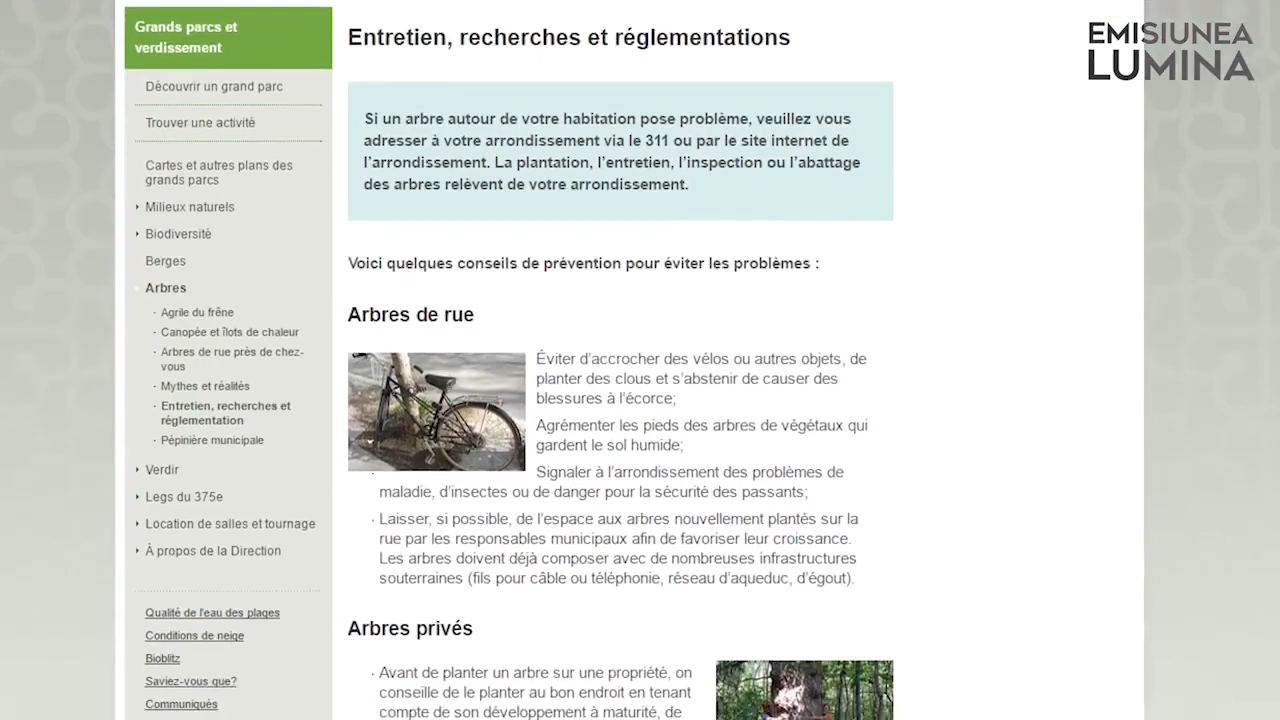 Grands parcs et
verdissement
Découvrir un grand parc
Trouver une activité
Cartes et autres plans des
grands parcs
Milieux naturels
Biodiversité
Berges
Arbres
· Agrile du frêne
· Canopée et îlots de chaleur
· Arbres de rue près de chez-
vous
· Mythes et réalités
· Entretien, recherches et
réglementation
· Pépinière municipale
Verdir
Legs du 375e
Location de salles et tournage
À propos de la Direction
Qualité de l'eau des plages
Conditions de neige
Bioblitz
Saviez-vous que?
Communiqués
Entretien, recherches et réglementations
Si un arbre autour de votre habitation pose problème, veuillez vous
adresser à votre arrondissement via le 311 ou par le site internet de
l’arrondissement. La plantation, l’entretien, l’inspection ou l’abattage
des arbres relèvent de votre arrondissement.
Voici quelques conseils de prévention pour éviter les problèmes :
Arbres de rue
Éviter d’accrocher des vélos ou autres objets, de
planter des clous et s’abstenir de causer des
blessures à l’écorce;
Agrémenter les pieds des arbres de végétaux qui
gardent le sol humide;
Signaler à l’arrondissement des problèmes de
maladie, d’insectes ou de danger pour la sécurité des passants;
· Laisser, si possible, de l’espace aux arbres nouvellement plantés sur la
rue par les responsables municipaux afin de favoriser leur croissance.
Les arbres doivent déjà composer avec de nombreuses infrastructures
souterraines (fils pour câble ou téléphonie, réseau d’aqueduc, d’égout).
Arbres privés
· Avant de planter un arbre sur une propriété, on
conseille de le planter au bon endroit en tenant
compte de son développement à maturité, de
EMISIUNEA
LUMINA